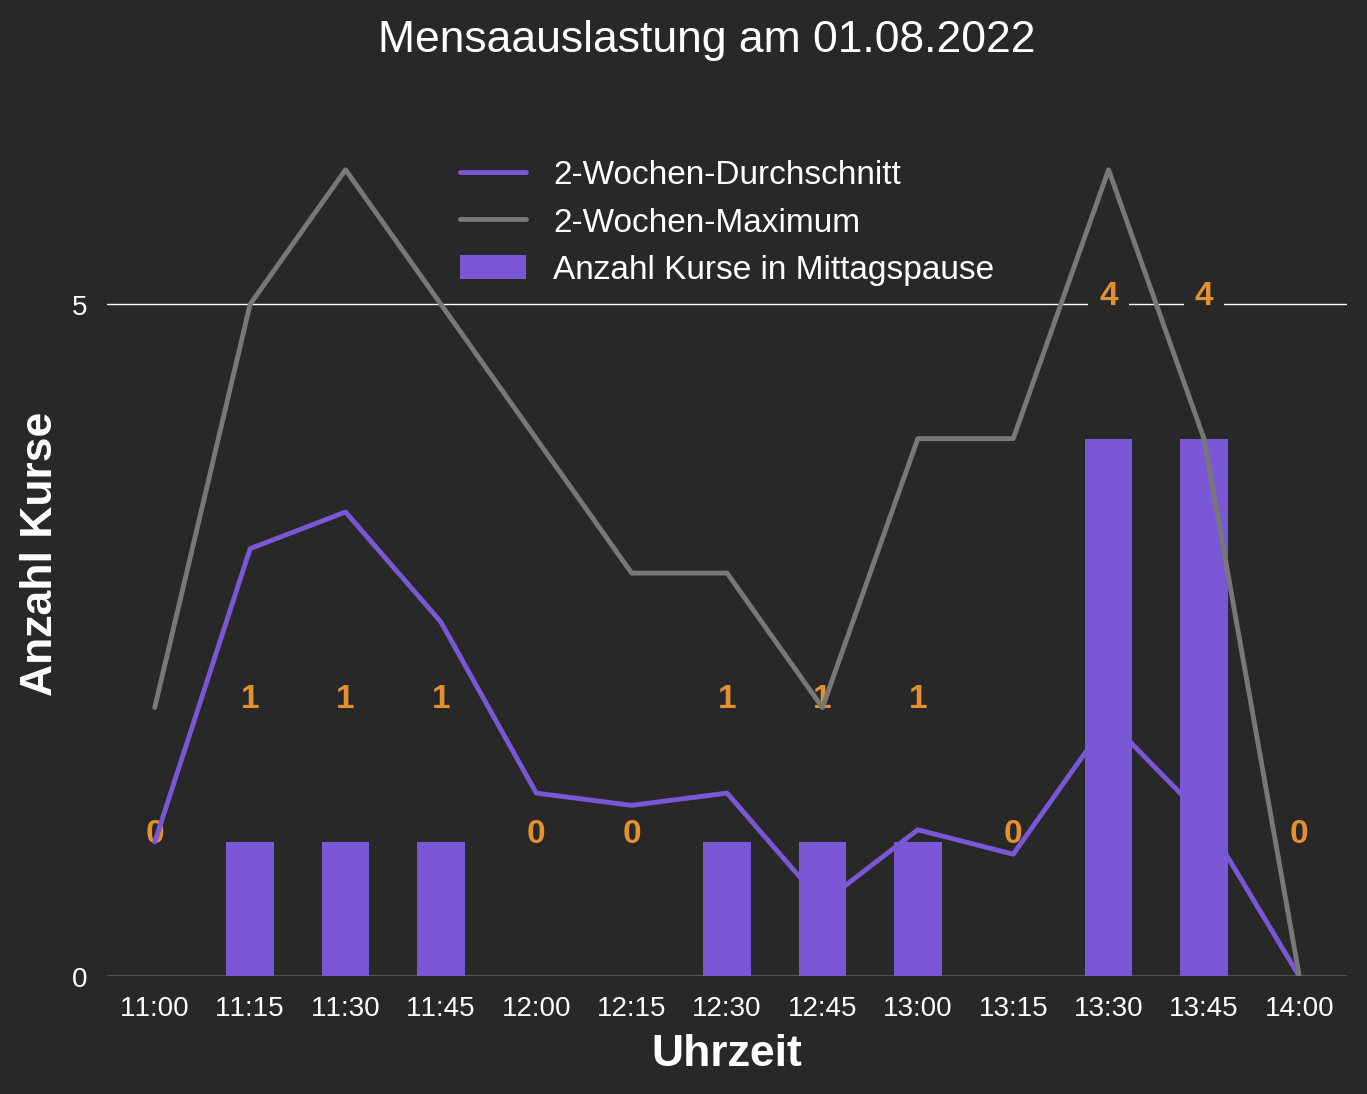 Mensaauslastung am 01.08.2022
2-Wochen-Durchschnitt
2-Wochen-Maximum
Anzahl Kurse in Mittagspause
5
4 4
Anzahl Kurse
1 1 1 1 1 1
0 0 0 0 0
0
11:00 11:15 11:30 11:45 12:00 12:15 12:30 12:45 13:00 13:15 13:30 13:45 14:00
Uhrzeit